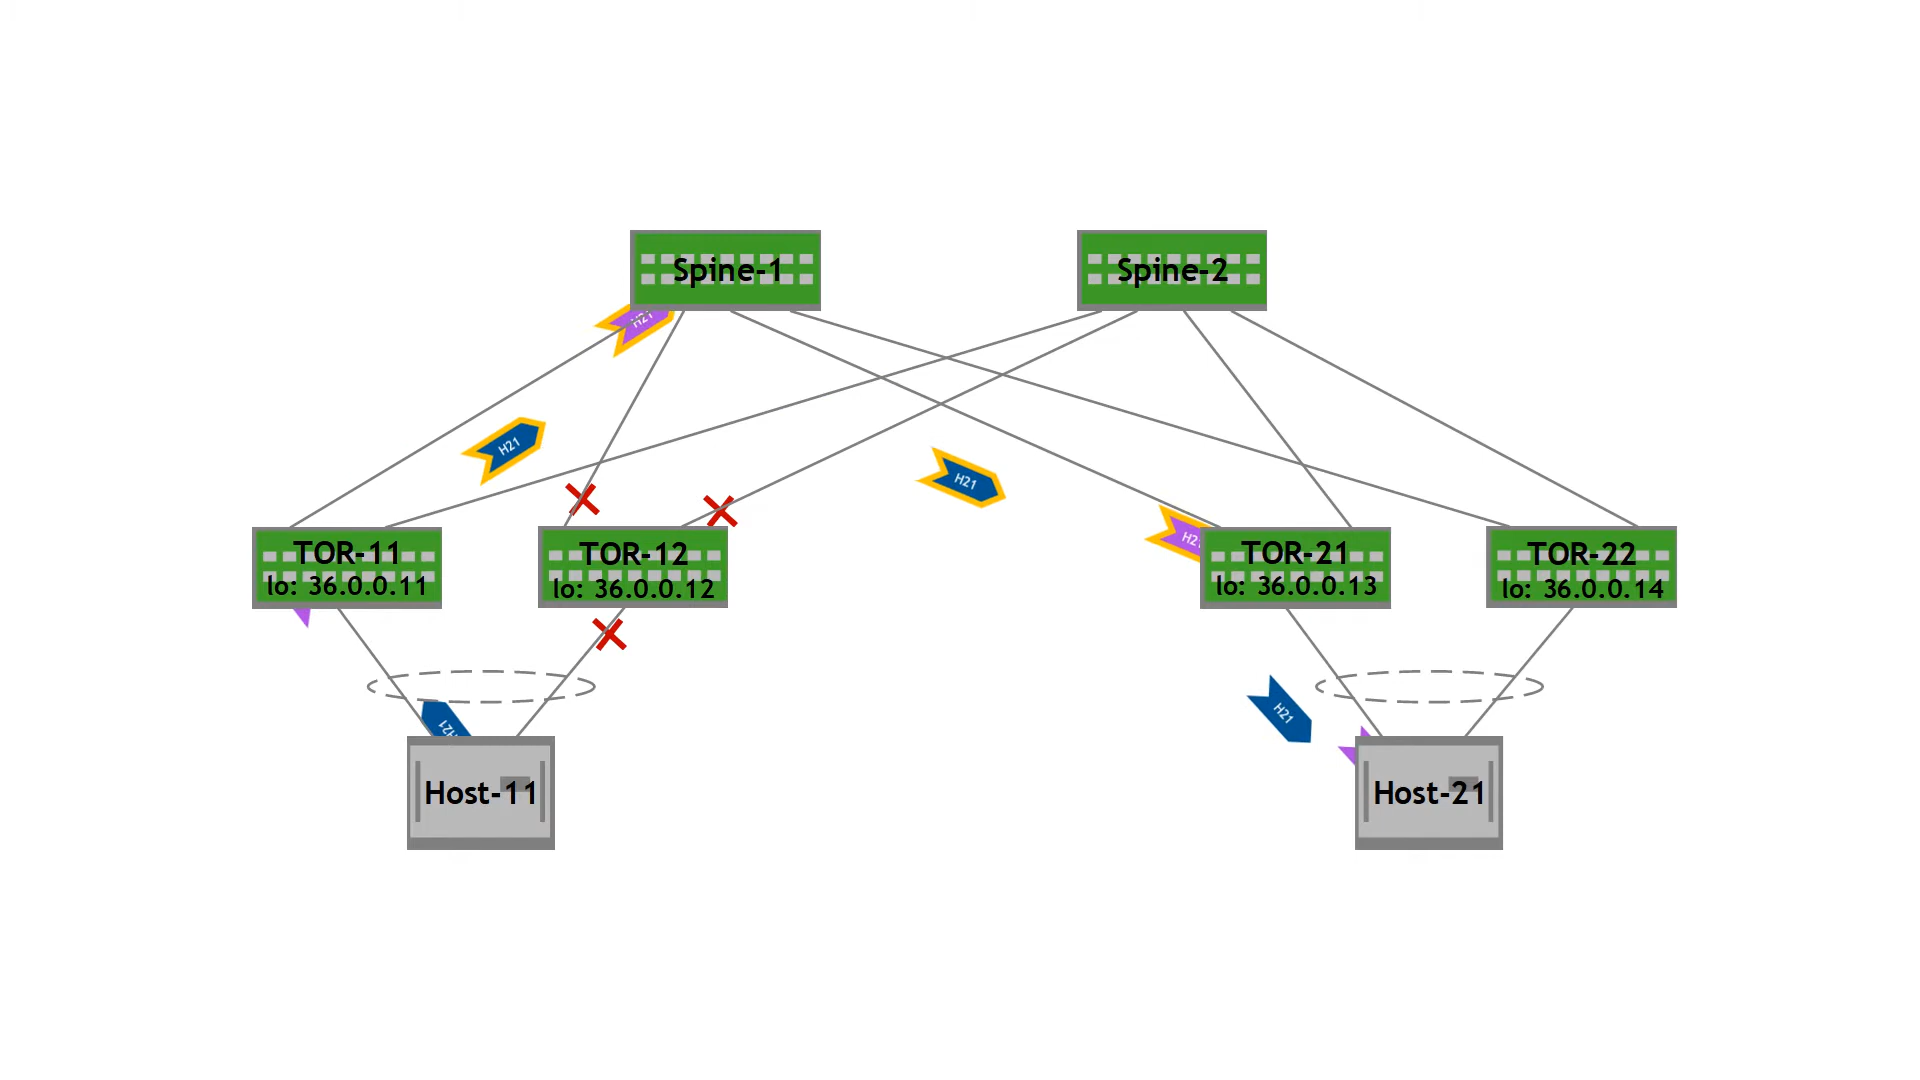 Spine-1
Spine-2
H21
H21
H21
TOR-11
lo: 36.0.0.11
TOR-12
lo: 36.0.0.12
TOR-21
lo: 36.0.0.13
TOR-22
lo: 36.0.0.14
H21
H21
Host-11
Host-21